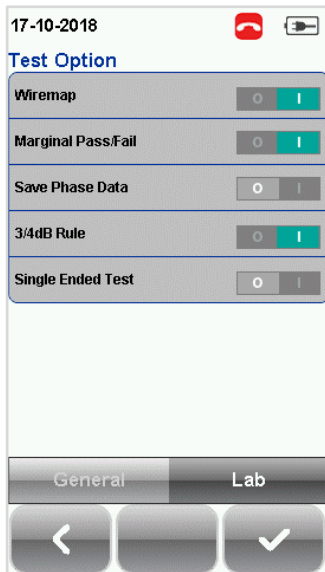 17-10-2018
Test Option
Wiremap
O I
Marginal Pass/Fail
O I
Save Phase Data
O I
3/4dB Rule
O I
Single Ended Test
O I
General Lab